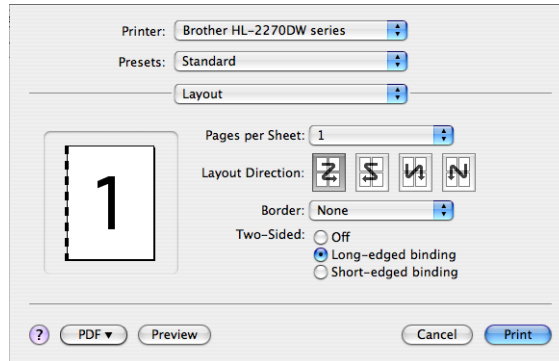 Printer: Brother HL-2270DW series
Presets: Standard
Layout
Pages per Sheet: 1
1
Layout Direction:
Border: None
Two-Sided: Off
Long-edged binding
Short-edged binding
? PDF▼ Preview Cancel Print